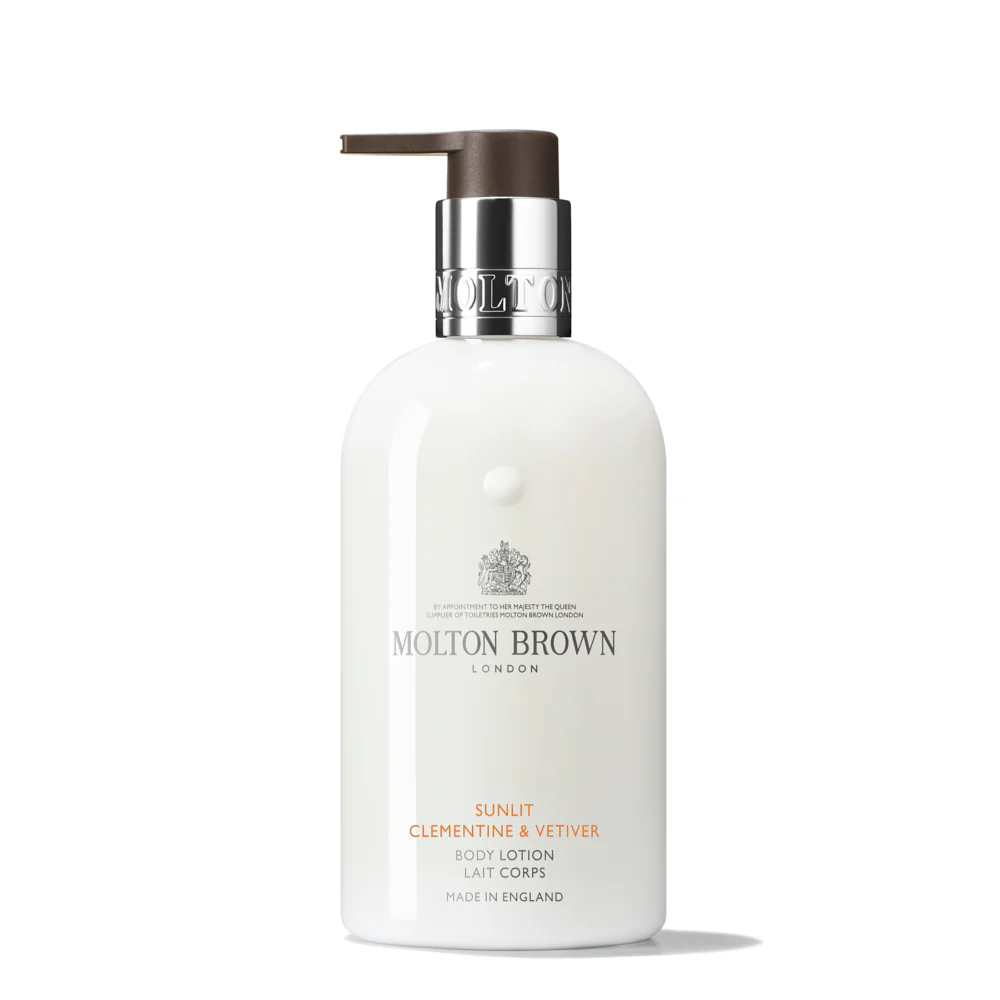 MOLTON
BY APPOINTMENT TO HER MAJESTY THE QUEEN
SUPPLIER OF TOILETRIES MOLTON BROWN LONDON
MOLTON BROWN
LONDON
SUNLIT
CLEMENTINE & VETIVER
BODY LOTION
LAIT CORPS
MADE IN ENGLAND